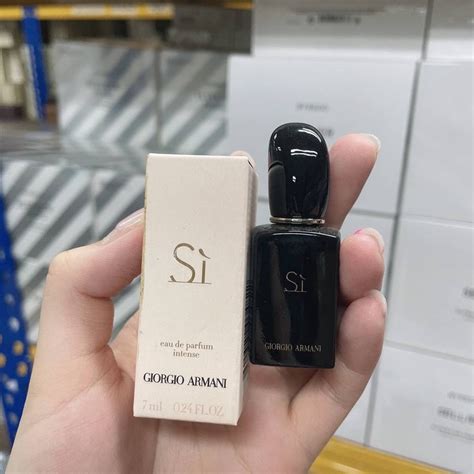 Sì
eau de parfum
intense
GIORGIO ARMANI
7 ml 0.24 FL.OZ
Sì
GIORGIO ARMANI